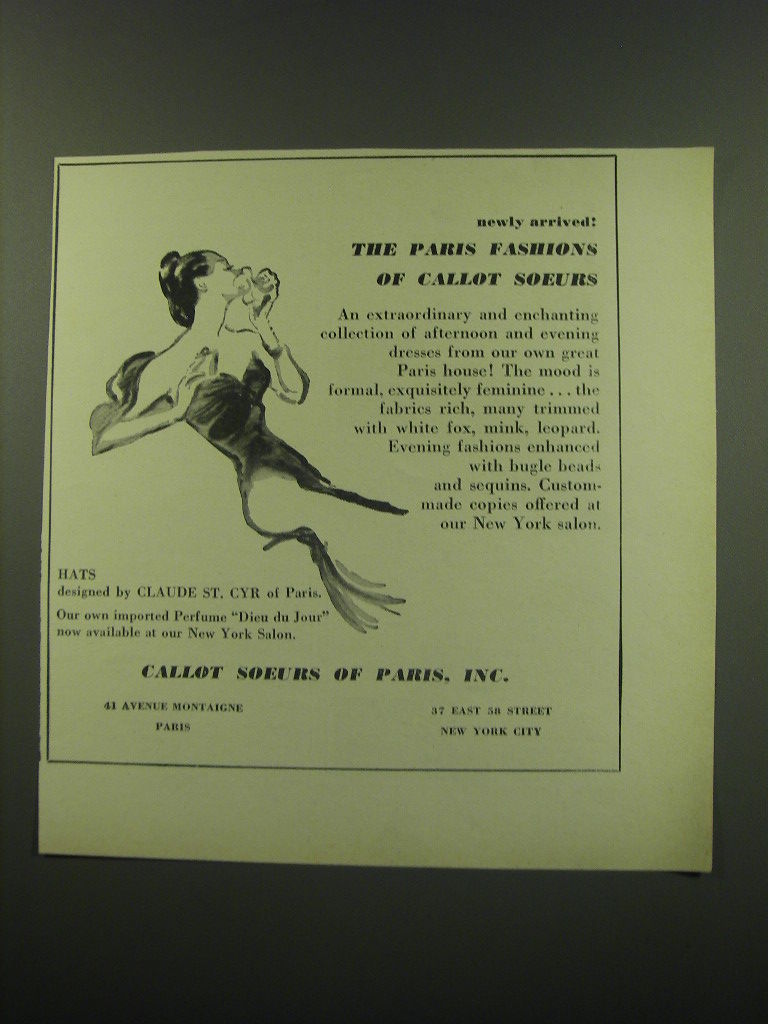 newly arrived!
THE PARIS FASHIONS
OF CALLOT SOEURS
An extraordinary and enchanting
collection of afternoon and evening
dresses from our own great
Paris house! The mood is
formal, exquisitely feminine . . . the
fabrics rich, many trimmed
with white fox, mink, leopard.
Evening fashions enhanced
with bugle beads
and sequins. Custom-
made copies offered at
our New York salon.
HATS
designed by CLAUDE ST. CYR of Paris.
Our own imported Perfume "Dieu du Jour"
now available at our New York Salon.
CALLOT SOEURS OF PARIS, INC.
41 AVENUE MONTAIGNE
PARIS
37 EAST 58 STREET
NEW YORK CITY